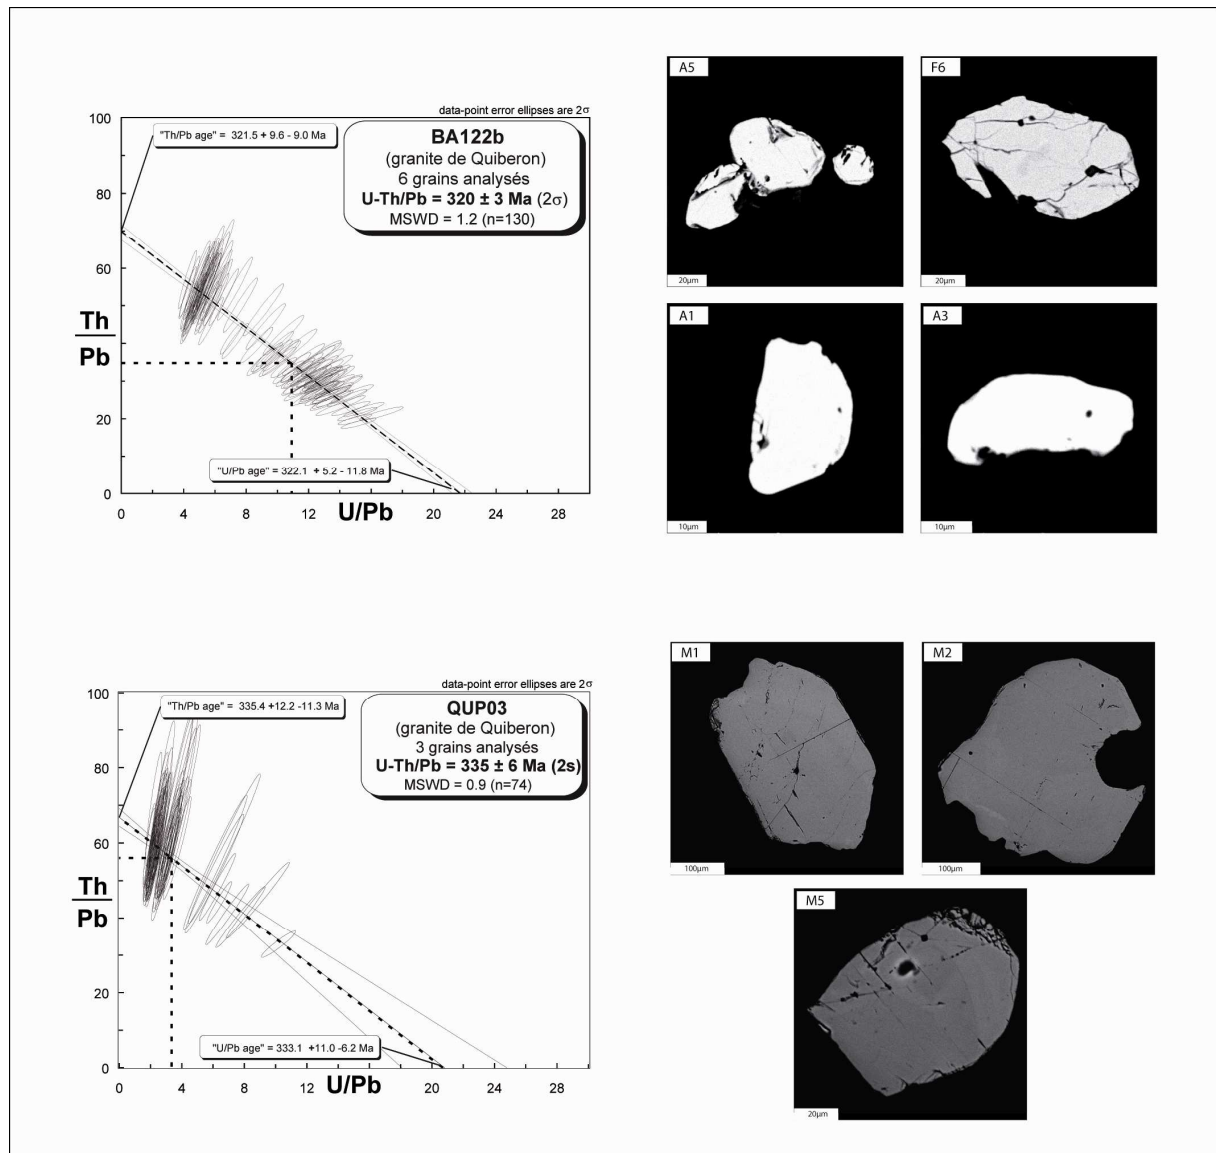 data-point error ellipses are 2σ
100
80
60
40
20
0
Th
Pb
"Th/Pb age" = 321.5 + 9.6 - 9.0 Ma
BA122b
(granite de Quiberon)
6 grains analysés
U-Th/Pb = 320 ± 3 Ma (2σ)
MSWD = 1.2 (n=130)
"U/Pb age" = 322.1 + 5.2 - 11.8 Ma
0 4 8 12 16 20 24 28
U/Pb
A5
20µm
F6
20µm
A1
10µm
A3
10µm
data-point error ellipses are 2σ
100
80
60
40
20
0
Th
Pb
"Th/Pb age" = 335.4 +12.2 -11.3 Ma
QUP03
(granite de Quiberon)
3 grains analysés
U-Th/Pb = 335 ± 6 Ma (2s)
MSWD = 0.9 (n=74)
"U/Pb age" = 333.1 +11.0 -6.2 Ma
0 4 8 12 16 20 24 28
U/Pb
M1
100µm
M2
100µm
M5
20µm